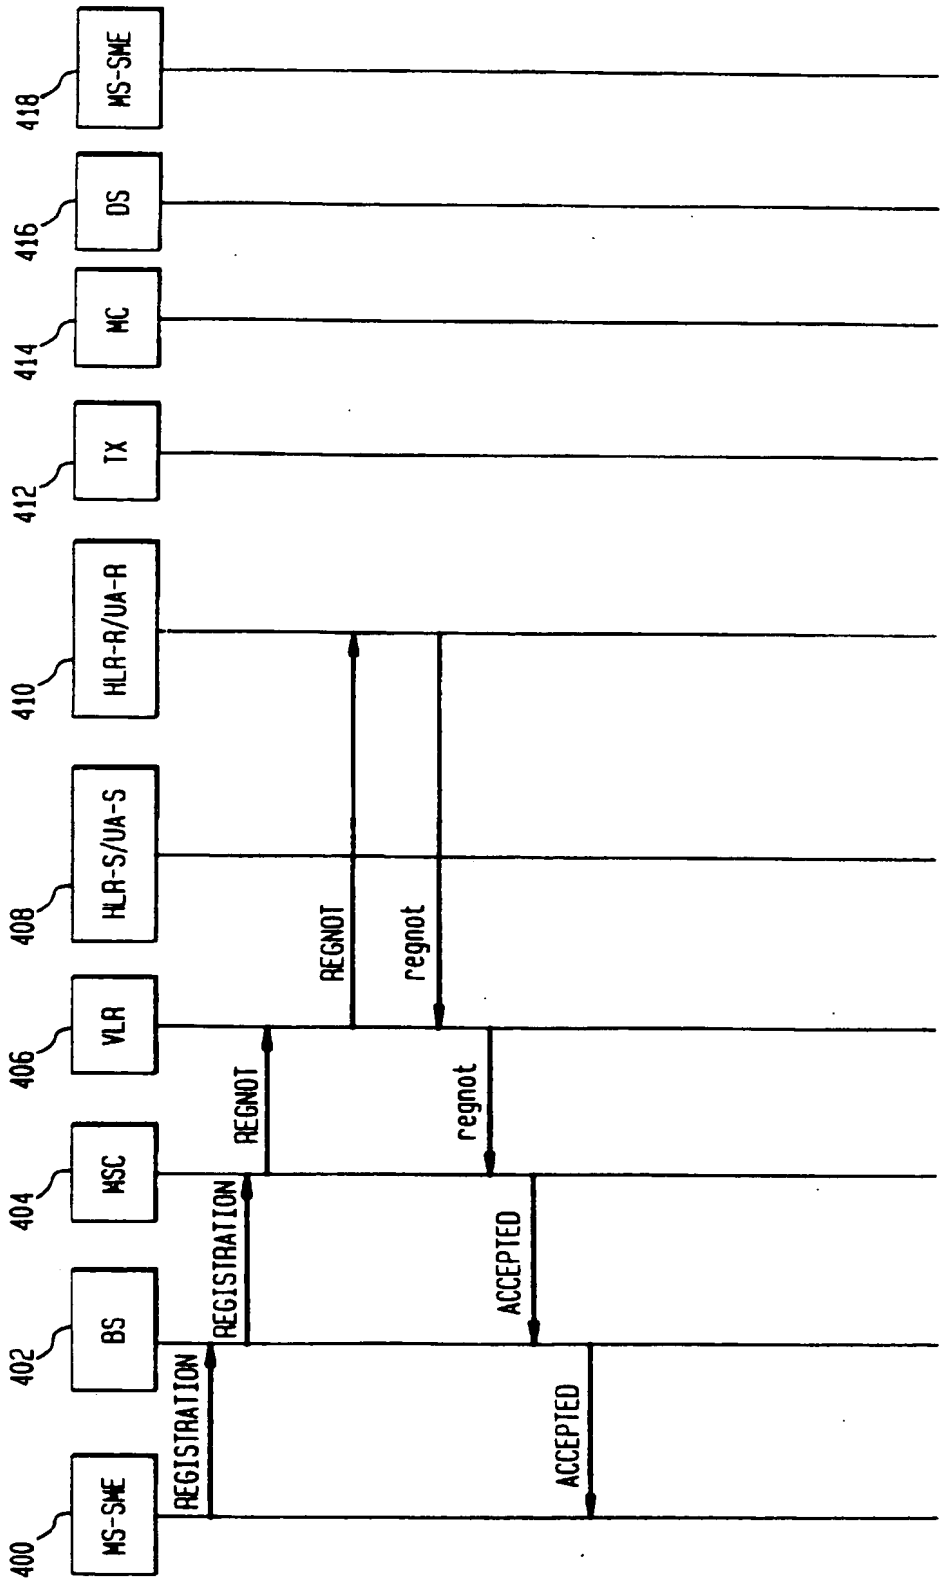 400
MS-SME
402
BS
404
MSC
406
VLR
408
HLR-S/UA-S
410
HLR-R/UA-R
412
TX
414
MC
416
DS
418
MS-SME
REGISTRATION
REGISTRATION
REGNOT
REGNOT
regnot
regnot
ACCEPTED
ACCEPTED